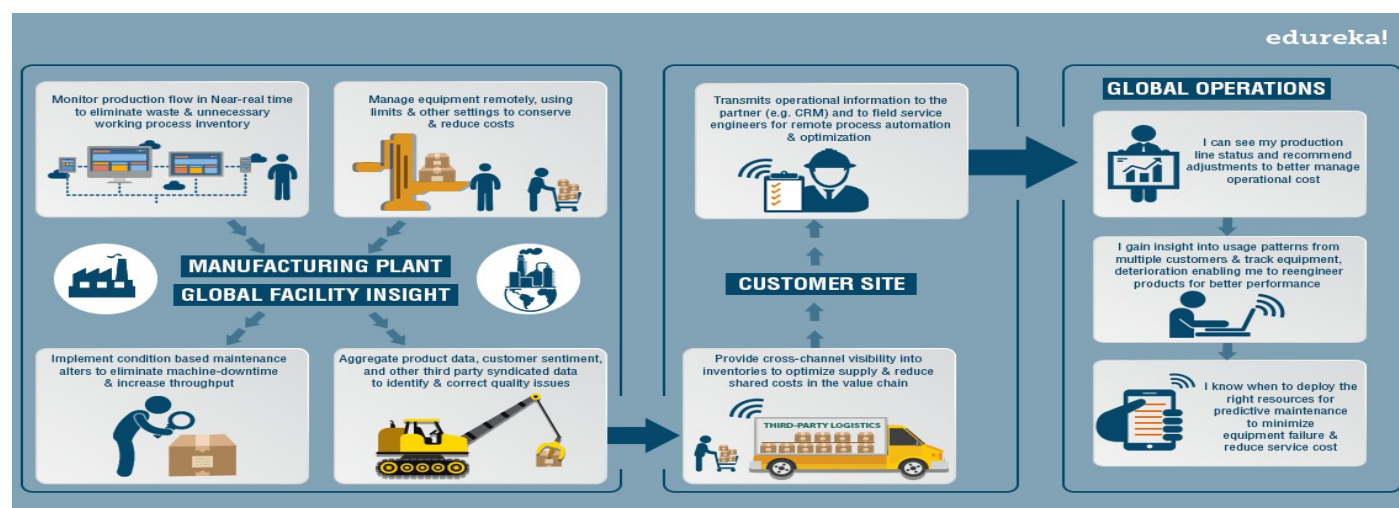 edureka!
Monitor production flow in Near-real time
to eliminate waste & unnecessary
working process inventory
Manage equipment remotely, using
limits & other settings to conserve
& reduce costs
MANUFACTURING PLANT
GLOBAL FACILITY INSIGHT
Implement condition based maintenance
alters to eliminate machine-downtime
& increase throughput
Aggregate product data, customer sentiment,
and other third party syndicated data
to identify & correct quality issues
Transmits operational information to the
partner (e.g. CRM) and to field service
engineers for remote process automation
& optimization
CUSTOMER SITE
Provide cross-channel visibility into
inventories to optimize supply & reduce
shared costs in the value chain
THIRD-PARTY LOGISTICS
GLOBAL OPERATIONS
I can see my production
line status and recommend
adjustments to better manage
operational cost
I gain insight into usage patterns from
multiple customers & track equipment,
deterioration enabling me to reengineer
products for better performance
I know when to deploy the
right resources for
predictive maintenance
to minimize
equipment failure &
reduce service cost